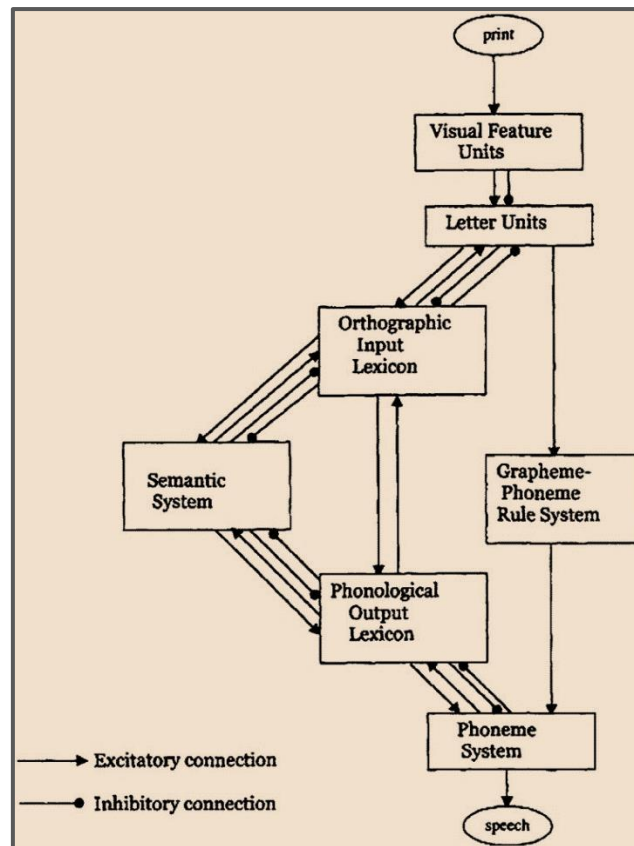 print
Visual Feature
Units
Letter Units
Orthographic
Input
Lexicon
Semantic
System
Grapheme-
Phoneme
Rule System
Phonological
Output
Lexicon
Phoneme
System
Excitatory connection
Inhibitory connection
speech